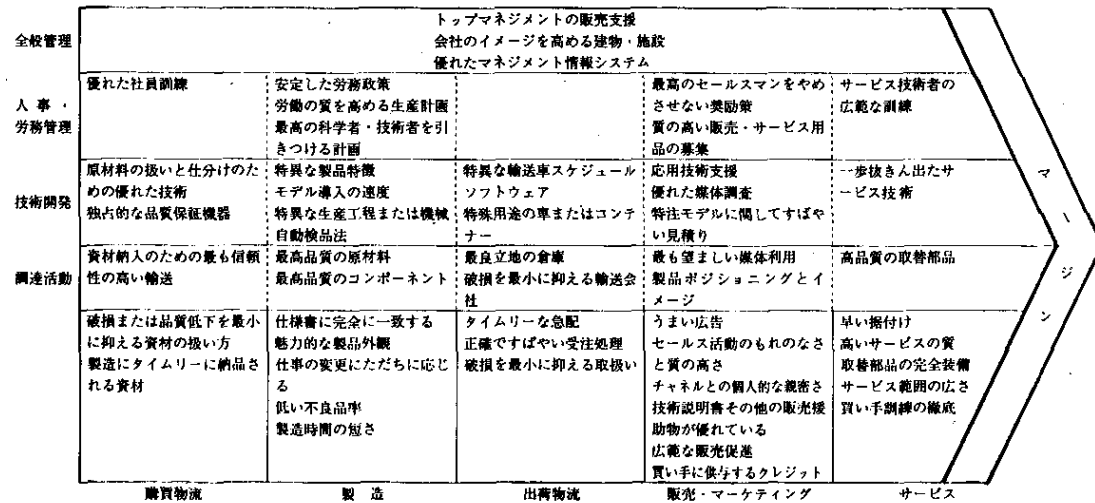 全般管理
トップマネジメントの販売支援
会社のイメージを高める建物・施設
優れたマネジメント情報システム
人事・
労務管理
優れた社員訓練
安定した労務政策
労働の質を高める生産計画
最高の科学者・技術者を引
きつける計画
最高のセールスマンをやめ
させない奨励策
質の高い販売・サービス用
品の募集
サービス技術者の
広範な訓練
技術開発
原材料の扱いと仕分けのた
めの優れた技術
独占的な品質保証機器
特異な製品特徴
モデル導入の速度
特異な生産工程または機械
自動検品法
特異な輸送車スケジュール
ソフトウェア
特殊用途の車またはコンテ
ナー
応用技術支援
優れた媒体調査
特注モデルに関してすばや
い見積り
一歩抜きん出たサ
ービス技術
調達活動
資材納入のための最も信頼
性の高い輸送
最高品質の原材料
最高品質のコンポーネント
最良立地の倉庫
破損を最小に抑える輸送会
社
最も望ましい媒体利用
製品ポジショニングとイ
メージ
高品質の取替部品
破損または品質低下を最小
に抑える資材の扱い方
製造にタイムリーに納品さ
れる資材
仕様書に完全に一致する
魅力的な製品外観
仕事の変更にただちに応じ
る
低い不良品率
製造時間の短さ
タイムリーな急配
正確ですばやい受注処理
破損を最小に抑える取扱い
うまい広告
セールス活動のもれのなさ
と質の高さ
チャネルとの個人的な親密さ
技術説明書その他の販売援
助物が優れている
広範な販売促進
買い手に供与するクレジット
早い据付け
高いサービスの質
取替部品の完全装備
サービス範囲の広さ
買い手訓練の徹底
マージン
購買物流
製造
出荷物流
販売・マーケティング
サービス